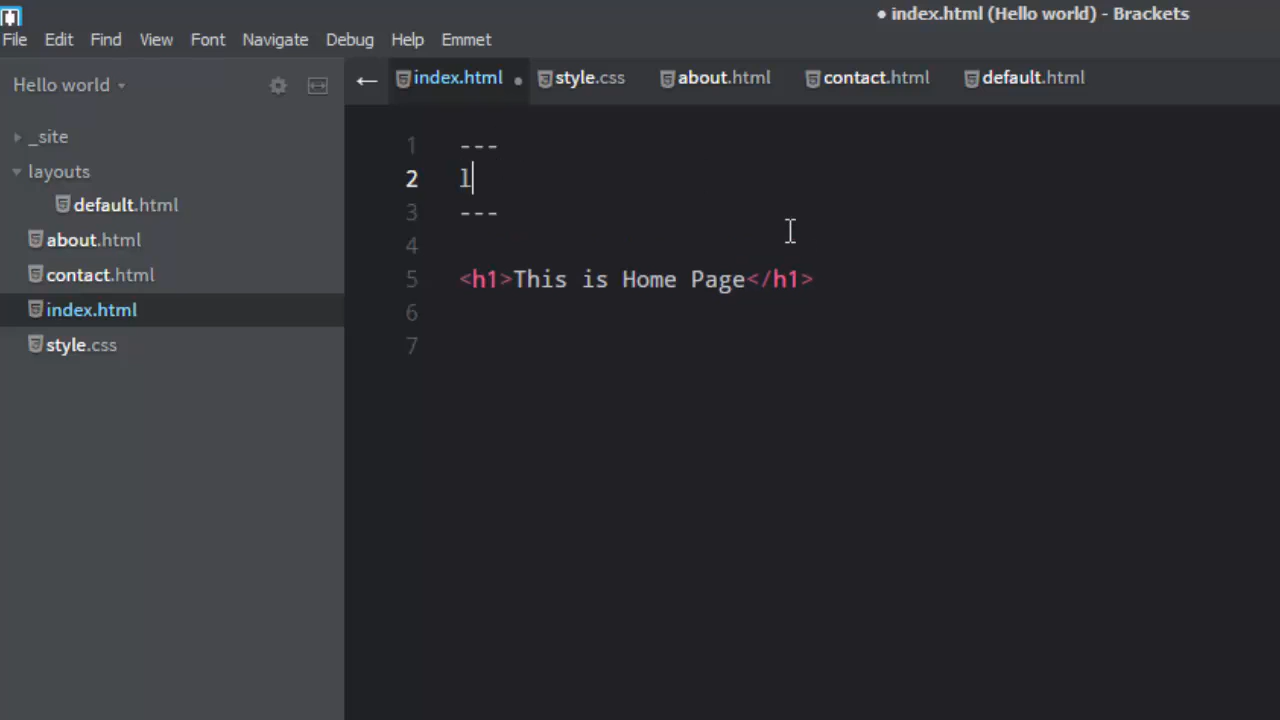 • index.html (Hello world) - Brackets
File Edit Find View Font Navigate Debug Help Emmet
Hello world
_site
layouts
default.html
about.html
contact.html
index.html
style.css
index.html style.css about.html contact.html default.html
1 ---
2 l
3 ---
4
5 <h1>This is Home Page</h1>
6
7